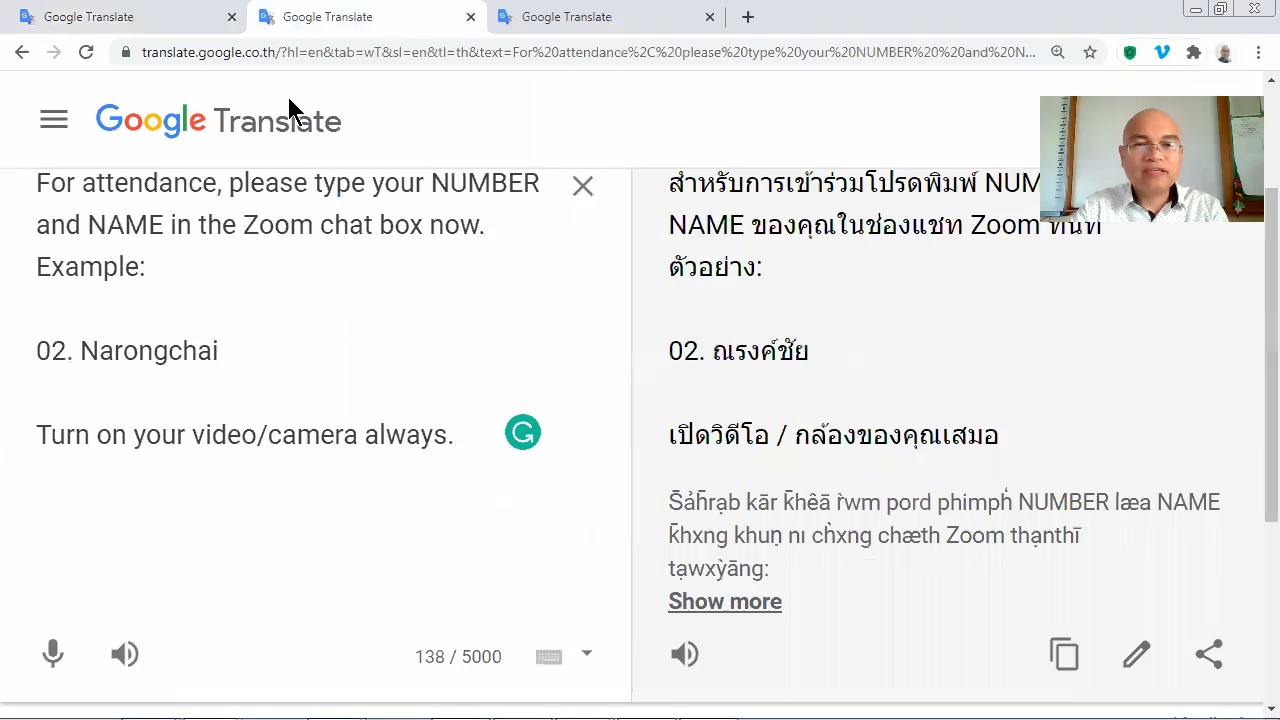 Google Translate
Google Translate
Google Translate
translate.google.co.th/?hl=en&tab=wT&sl=en&tl=th&text=For%20attendance%2C%20please%20type%20your%20NUMBER%20%20and%20N...
Google Translate
For attendance, please type your NUMBER
and NAME in the Zoom chat box now.
Example:
02. Narongchai
Turn on your video/camera always.
138 / 5000
สำหรับการเข้าร่วมโปรดพิมพ์
NAME ของคุณในช่องแชท Zoom ทันที
ตัวอย่าง:
02. ณรงค์ชัย
เปิดวิดีโอ / กล้องของคุณเสมอ
S̄ảh̄rạb kār k̄hêā r̀wm pord phimph̒ NUMBER læa NAME
k̄hxng khuṇ nı ch̀xng chæth Zoom thạnthī
tạwxỳāng:
Show more